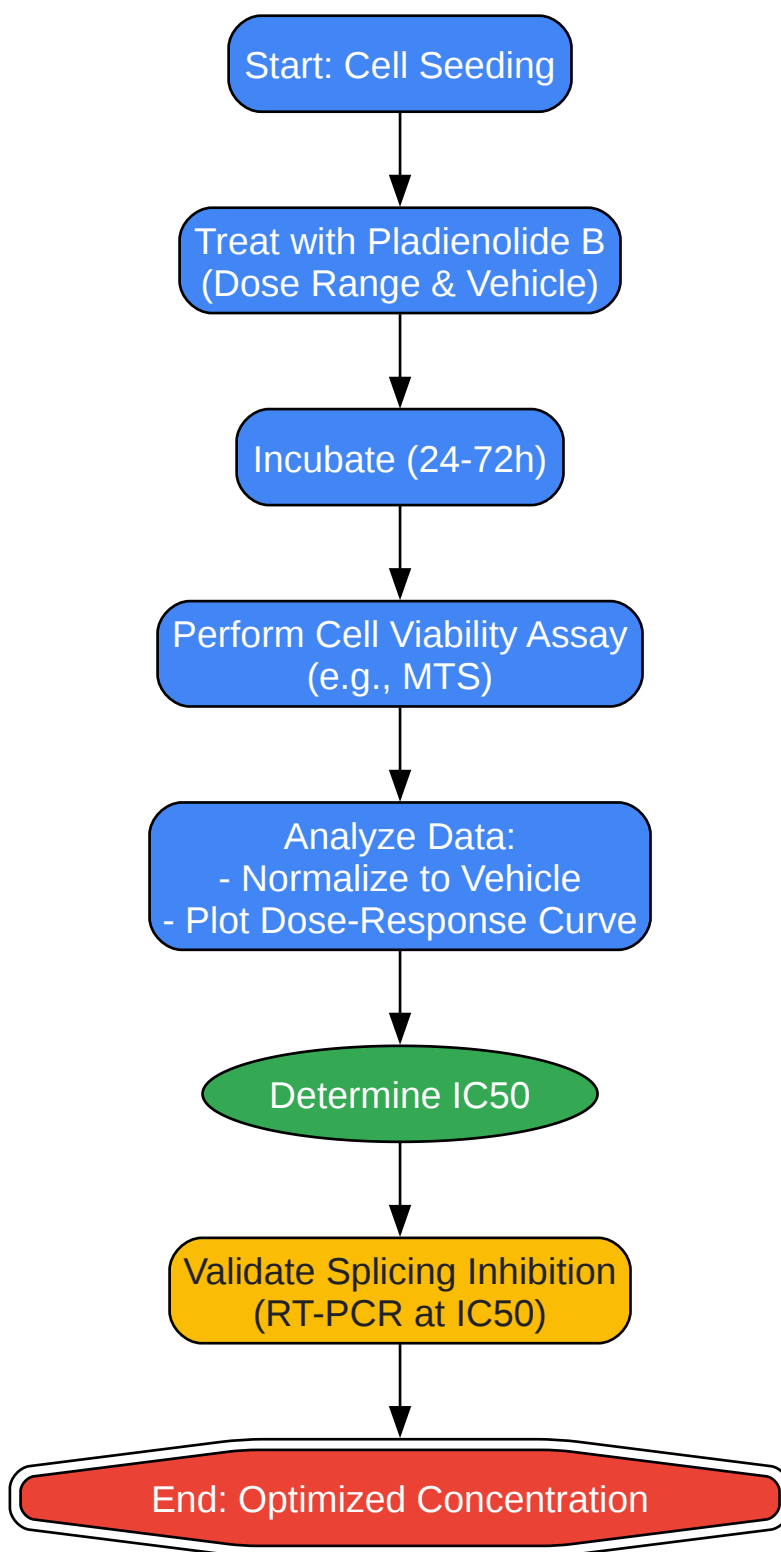 Start: Cell Seeding
Treat with Pladienolide B
(Dose Range & Vehicle)
Incubate (24-72h)
Perform Cell Viability Assay
(e.g., MTS)
Analyze Data:
- Normalize to Vehicle
- Plot Dose-Response Curve
Determine IC50
Validate Splicing Inhibition
(RT-PCR at IC50)
End: Optimized Concentration